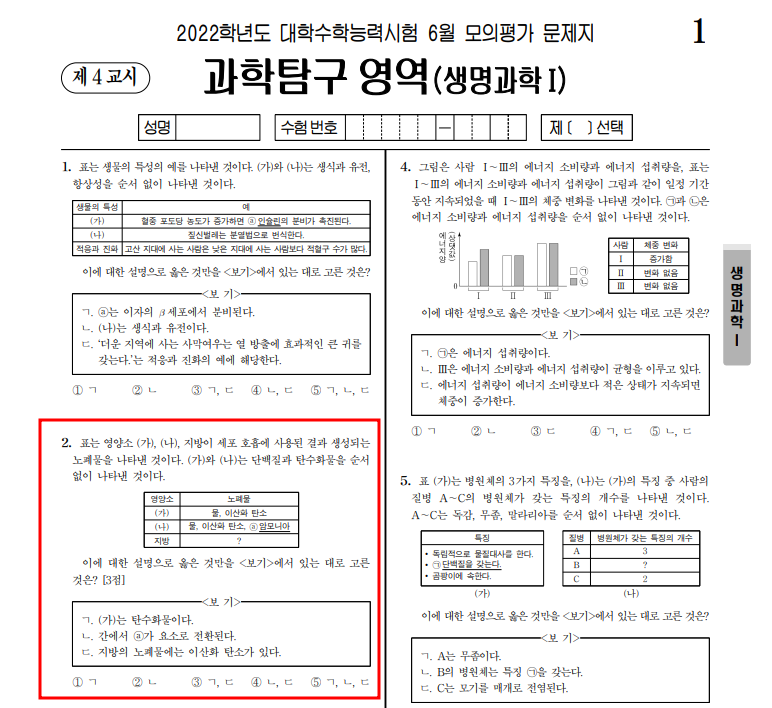 2022학년도 대학수학능력시험 6월 모의평가 문제지
1
제 4 교시
과학탐구 영역(생명과학 I)
성명
수험 번호
—
제 [ ] 선택
1. 표는 생물의 특성의 예를 나타낸 것이다. (가)와 (나)는 생식과 유전,
항상성을 순서 없이 나타낸 것이다.
생물의 특성 예
(가) 혈중 포도당 농도가 증가하면 ⓐ인슐린의 분비가 촉진된다.
(나) 짚신벌레는 분열법으로 번식한다.
적응과 진화 고산 지대에 사는 사람은 낮은 지대에 사는 사람보다 적혈구 수가 많다.
이에 대한 설명으로 옳은 것만을 <보기>에서 있는 대로 고른 것은?
<보 기>
ㄱ. ⓐ는 이자의 β세포에서 분비된다.
ㄴ. (나)는 생식과 유전이다.
ㄷ. ‘더운 지역에 사는 사막여우는 열 방출에 효과적인 큰 귀를
갖는다.’는 적응과 진화의 예에 해당한다.
① ㄱ ② ㄴ ③ ㄱ, ㄷ ④ ㄴ, ㄷ ⑤ ㄱ, ㄴ, ㄷ
2. 표는 영양소 (가), (나), 지방이 세포 호흡에 사용된 결과 생성되는
노폐물을 나타낸 것이다. (가)와 (나)는 단백질과 탄수화물을 순서
없이 나타낸 것이다.
영양소 노폐물
(가) 물, 이산화 탄소
(나) 물, 이산화 탄소, ⓐ암모니아
지방 ?
이에 대한 설명으로 옳은 것만을 <보기>에서 있는 대로 고른
것은? [3점]
<보 기>
ㄱ. (가)는 탄수화물이다.
ㄴ. 간에서 ⓐ가 요소로 전환된다.
ㄷ. 지방의 노폐물에는 이산화 탄소가 있다.
① ㄱ ② ㄴ ③ ㄱ, ㄷ ④ ㄴ, ㄷ ⑤ ㄱ, ㄴ, ㄷ
4. 그림은 사람 I~III의 에너지 소비량과 에너지 섭취량을, 표는
I~III의 에너지 소비량과 에너지 섭취량이 그림과 같이 일정 기간
동안 지속되었을 때 I~III의 체중 변화를 나타낸 것이다. ㉠과 ㉡은
에너지 소비량과 에너지 섭취량을 순서 없이 나타낸 것이다.
에너지양(상댓값)
0
I II III
㉠
㉡
사람 체중 변화
I 증가함
II 변화 없음
III 변화 없음
이에 대한 설명으로 옳은 것만을 <보기>에서 있는 대로 고른 것은?
<보 기>
ㄱ. ㉠은 에너지 섭취량이다.
ㄴ. III은 에너지 소비량과 에너지 섭취량이 균형을 이루고 있다.
ㄷ. 에너지 섭취량이 에너지 소비량보다 적은 상태가 지속되면
체중이 증가한다.
① ㄱ ② ㄴ ③ ㄷ ④ ㄱ, ㄷ ⑤ ㄴ, ㄷ
5. 표 (가)는 병원체의 3가지 특징을, (나)는 (가)의 특징 중 사람의
질병 A~C의 병원체가 갖는 특징의 개수를 나타낸 것이다.
A~C는 독감, 무좀, 말라리아를 순서 없이 나타낸 것이다.
특징
• 독립적으로 물질대사를 한다.
• ㉠단백질을 갖는다.
• 곰팡이에 속한다.
(가)
질병 병원체가 갖는 특징의 개수
A 3
B ?
C 2
(나)
이에 대한 설명으로 옳은 것만을 <보기>에서 있는 대로 고른 것은?
<보 기>
ㄱ. A는 무좀이다.
ㄴ. B의 병원체는 특징 ㉠을 갖는다.
ㄷ. C는 모기를 매개로 전염된다.
생명과학 I